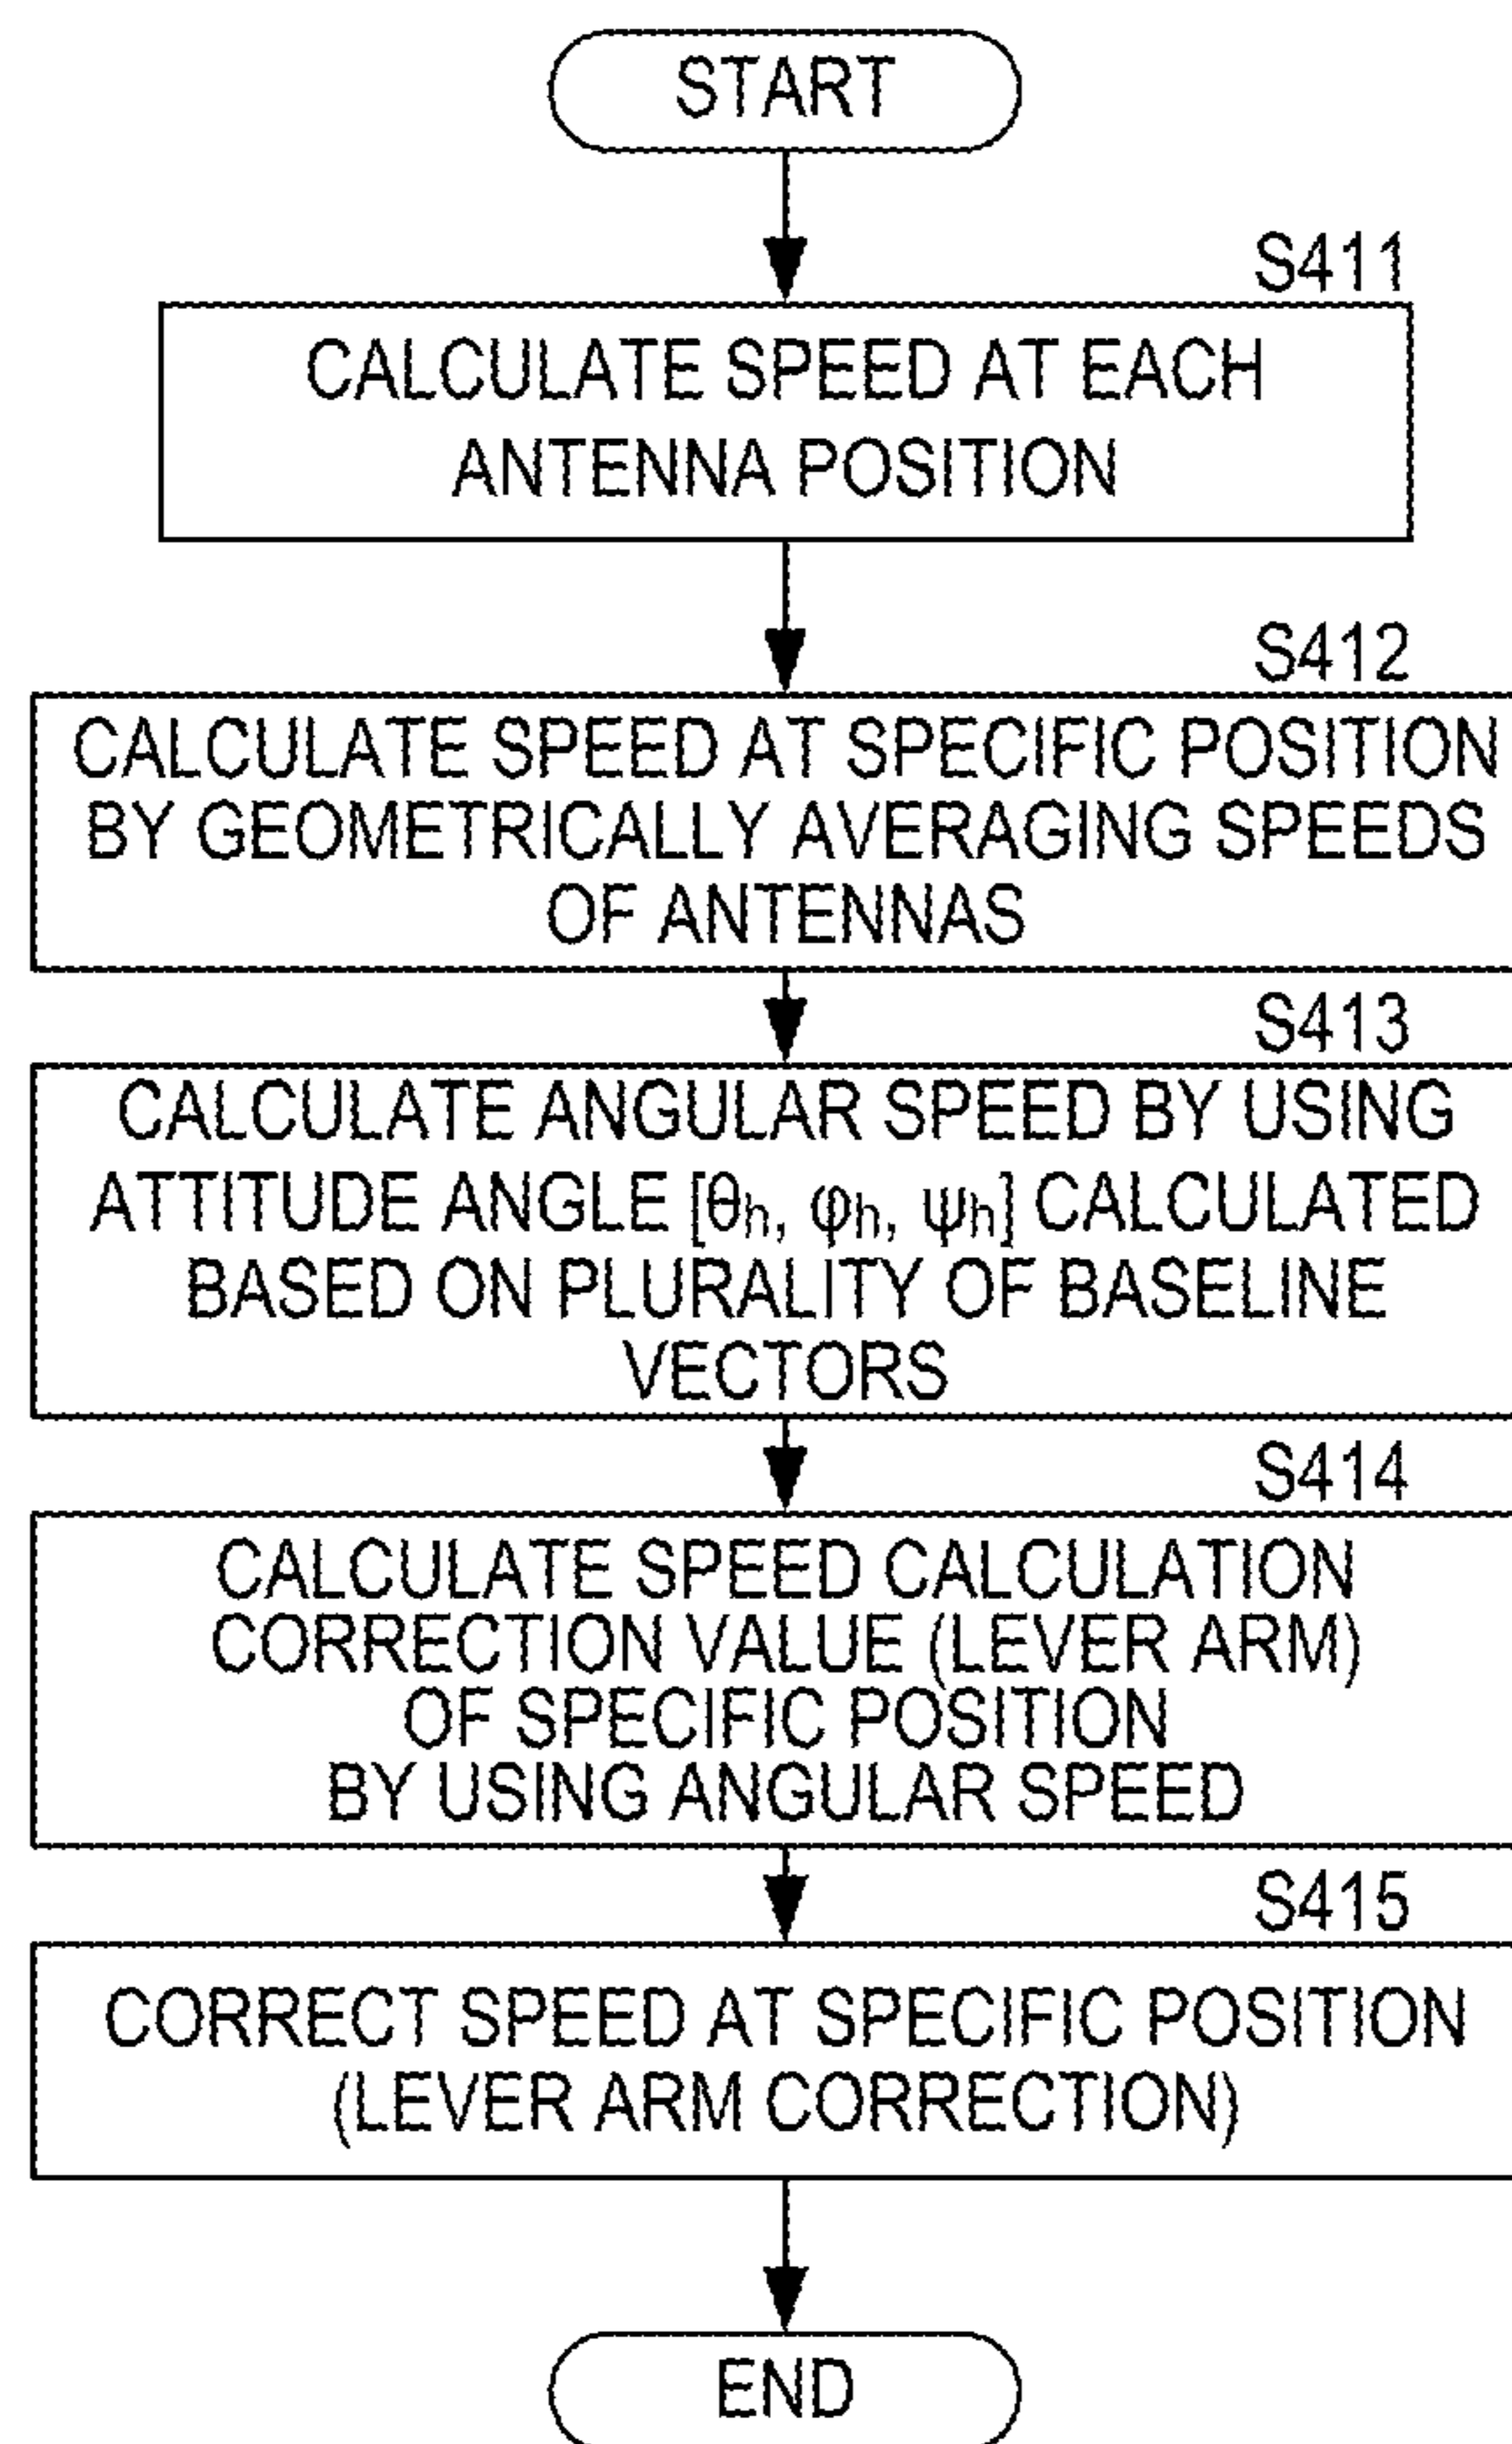 START
S411
CALCULATE SPEED AT EACH
ANTENNA POSITION
S412
CALCULATE SPEED AT SPECIFIC POSITION
BY GEOMETRICALLY AVERAGING SPEEDS
OF ANTENNAS
S413
CALCULATE ANGULAR SPEED BY USING
ATTITUDE ANGLE [θh, φh, ψh] CALCULATED
BASED ON PLURALITY OF BASELINE
VECTORS
S414
CALCULATE SPEED CALCULATION
CORRECTION VALUE (LEVER ARM)
OF SPECIFIC POSITION
BY USING ANGULAR SPEED
S415
CORRECT SPEED AT SPECIFIC POSITION
(LEVER ARM CORRECTION)
END